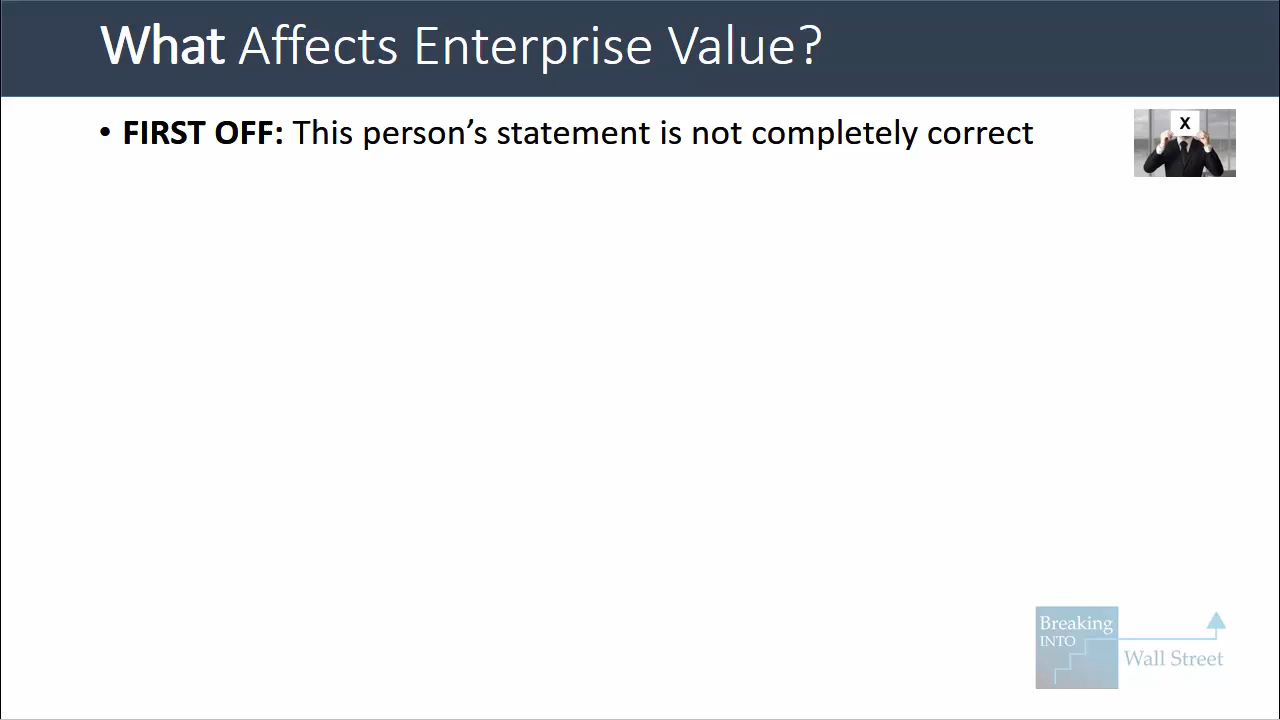 What Affects Enterprise Value?
• FIRST OFF: This person’s statement is not completely correct
X
Breaking
INTO
Wall Street